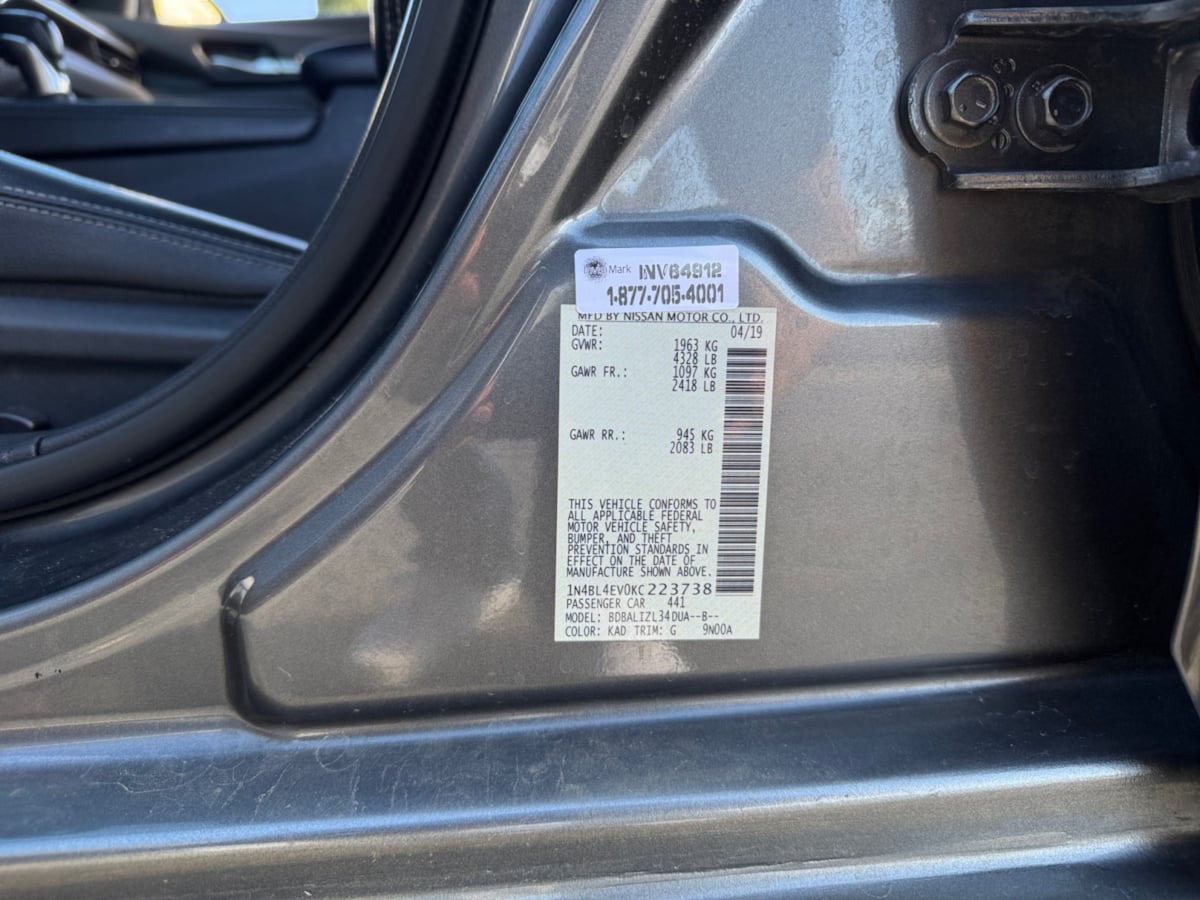 Mark INV64912
1-877-705-4001
MFD BY NISSAN MOTOR CO., LTD.
DATE: 04/19
GVWR: 1963 KG
4328 LB
GAWR FR.: 1097 KG
2418 LB
GAWR RR.: 945 KG
2083 LB
THIS VEHICLE CONFORMS TO
ALL APPLICABLE FEDERAL
MOTOR VEHICLE SAFETY,
BUMPER, AND THEFT
PREVENTION STANDARDS IN
EFFECT ON THE DATE OF
MANUFACTURE SHOWN ABOVE.
1N4BL4EV0KC223738
PASSENGER CAR 441
MODEL: BDBALIZL34DUA--B--
COLOR: KAD TRIM: G 9N00A